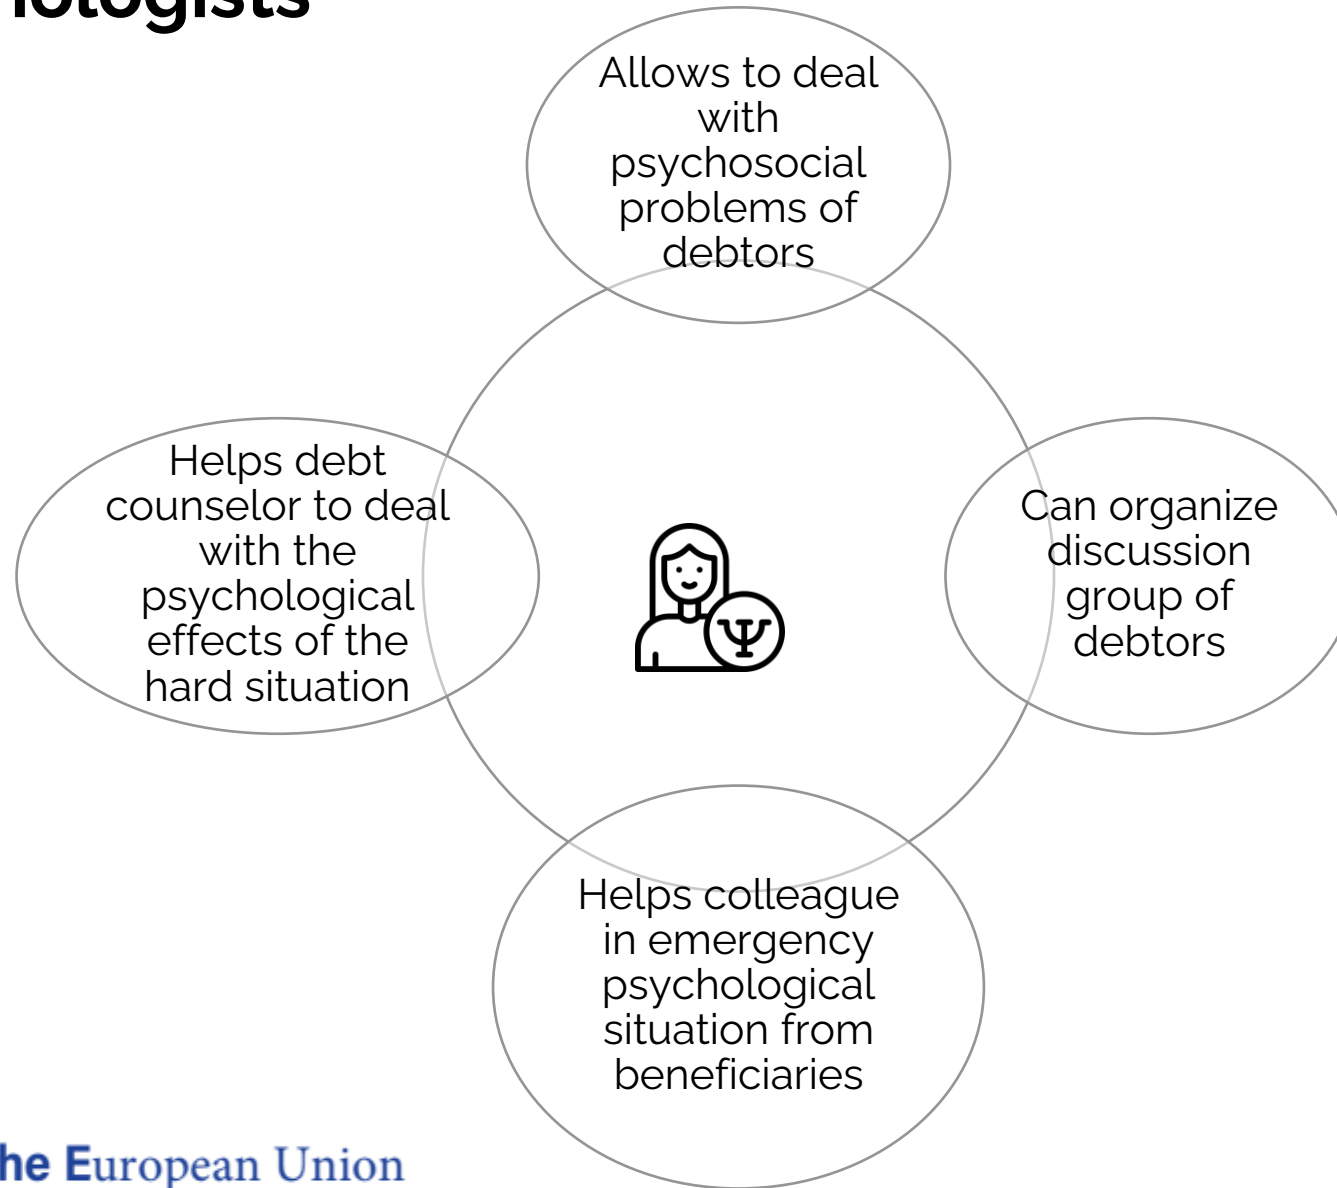 Allows to deal
with
psychosocial
problems of
debtors
Helps debt
counselor to deal
with the
psychological
effects of the
hard situation
Can organize
discussion
group of
debtors
Ψ
Helps colleague
in emergency
psychological
situation from
beneficiaries
European Union